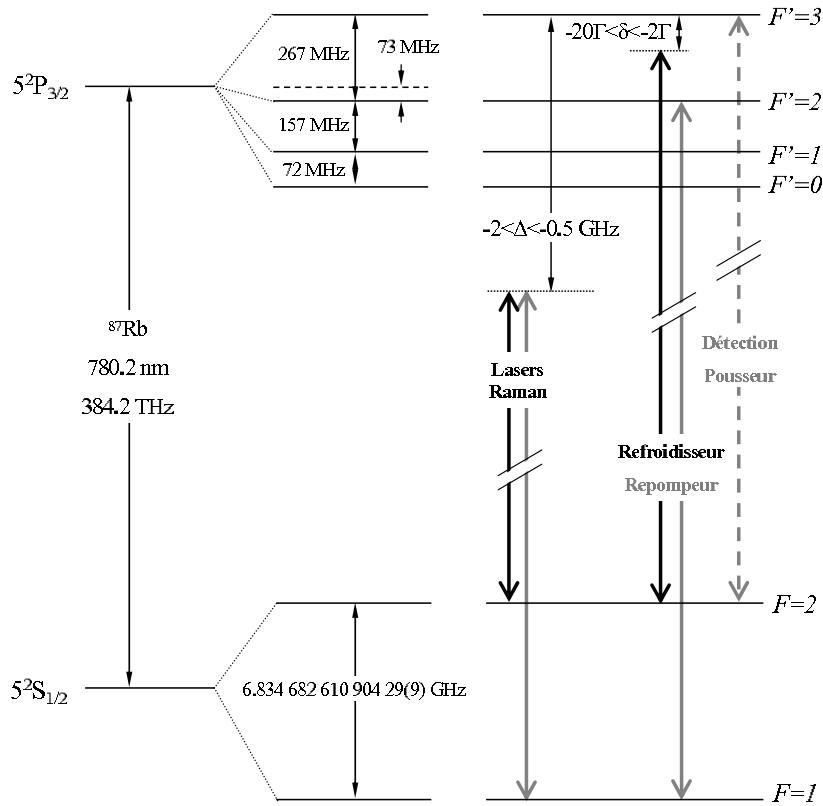 F'=3
-20Γ<δ<-2Γ
267 MHz
73 MHz
5²P3/2
F'=2
157 MHz
F'=1
72 MHz
F'=0
-2<Δ<-0.5 GHz
⁸⁷Rb
780.2 nm
384.2 THz
Détection
Pousseur
Lasers
Raman
Refroidisseur
Repompeur
F=2
5²S1/2
6.834 682 610 904 29(9) GHz
F=1